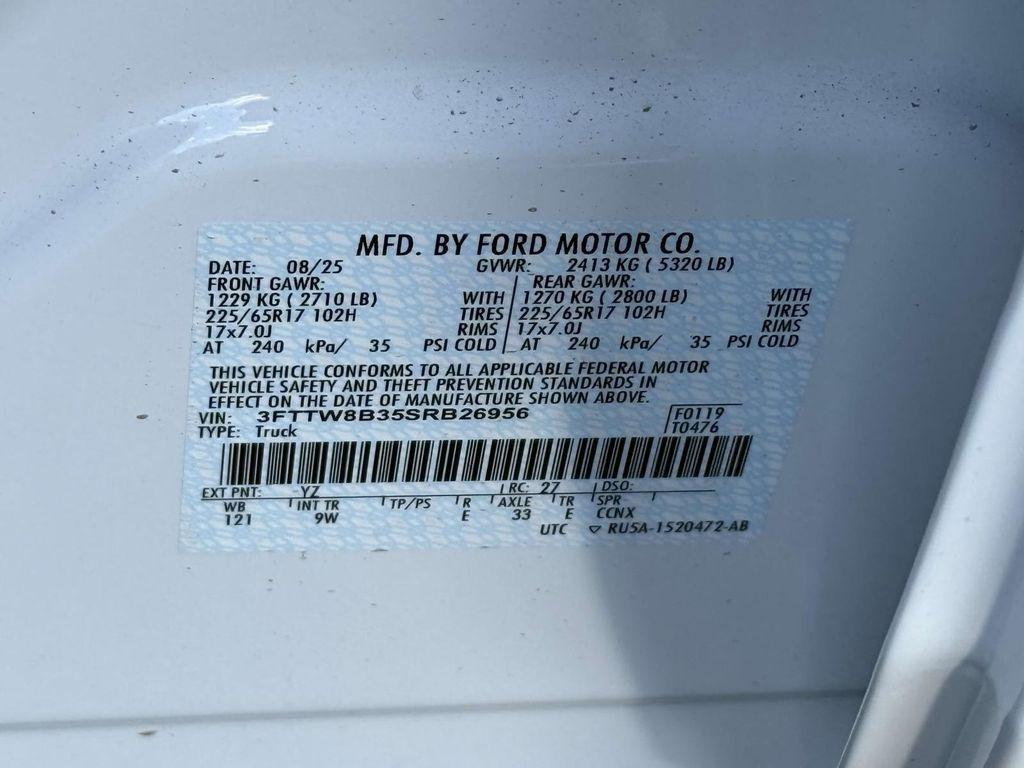 MFD. BY FORD MOTOR CO.
DATE: 08/25 GVWR: 2413 KG ( 5320 LB)
FRONT GAWR: REAR GAWR:
1229 KG ( 2710 LB) WITH 1270 KG ( 2800 LB) WITH
225/65R17 102H TIRES 225/65R17 102H TIRES
17x7.0J RIMS 17x7.0J RIMS
AT 240 kPa/ 35 PSI COLD AT 240 kPa/ 35 PSI COLD
THIS VEHICLE CONFORMS TO ALL APPLICABLE FEDERAL MOTOR
VEHICLE SAFETY AND THEFT PREVENTION STANDARDS IN
EFFECT ON THE DATE OF MANUFACTURE SHOWN ABOVE.
VIN: 3FTTW8B35SRB26956 F0119
TYPE: Truck T0476
EXT PNT: YZ RC: 27 DSO:
WB INT TR TP/PS R AXLE TR SPR
121 9W E 33 E CCNX
UTC ▽ RU5A-1520472-AB